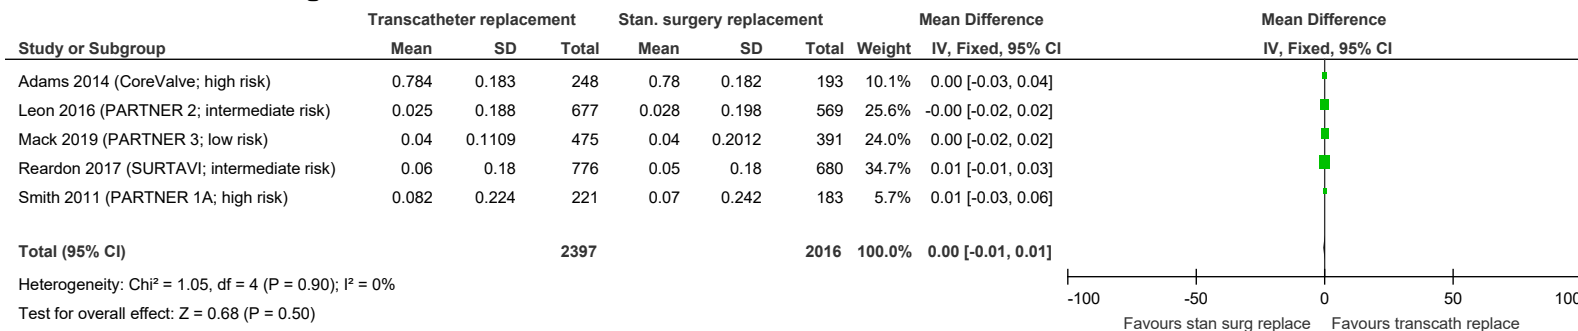 Transcatheter replacement Stan. surgery replacement Mean Difference Mean Difference
Study or Subgroup Mean SD Total Mean SD Total Weight IV, Fixed, 95% CI IV, Fixed, 95% CI
Adams 2014 (CoreValve; high risk) 0.784 0.183 248 0.78 0.182 193 10.1% 0.00 [-0.03, 0.04]
Leon 2016 (PARTNER 2; intermediate risk) 0.025 0.188 677 0.028 0.198 569 25.6% -0.00 [-0.02, 0.02]
Mack 2019 (PARTNER 3; low risk) 0.04 0.1109 475 0.04 0.2012 391 24.0% 0.00 [-0.02, 0.02]
Reardon 2017 (SURTAVI; intermediate risk) 0.06 0.18 776 0.05 0.18 680 34.7% 0.01 [-0.01, 0.03]
Smith 2011 (PARTNER 1A; high risk) 0.082 0.224 221 0.07 0.242 183 5.7% 0.01 [-0.03, 0.06]
Total (95% CI) 2397 2016 100.0% 0.00 [-0.01, 0.01]
Heterogeneity: Chi² = 1.05, df = 4 (P = 0.90); I² = 0%
Test for overall effect: Z = 0.68 (P = 0.50)
-100 -50 0 50 100
Favours stan surg replace Favours transcath replace